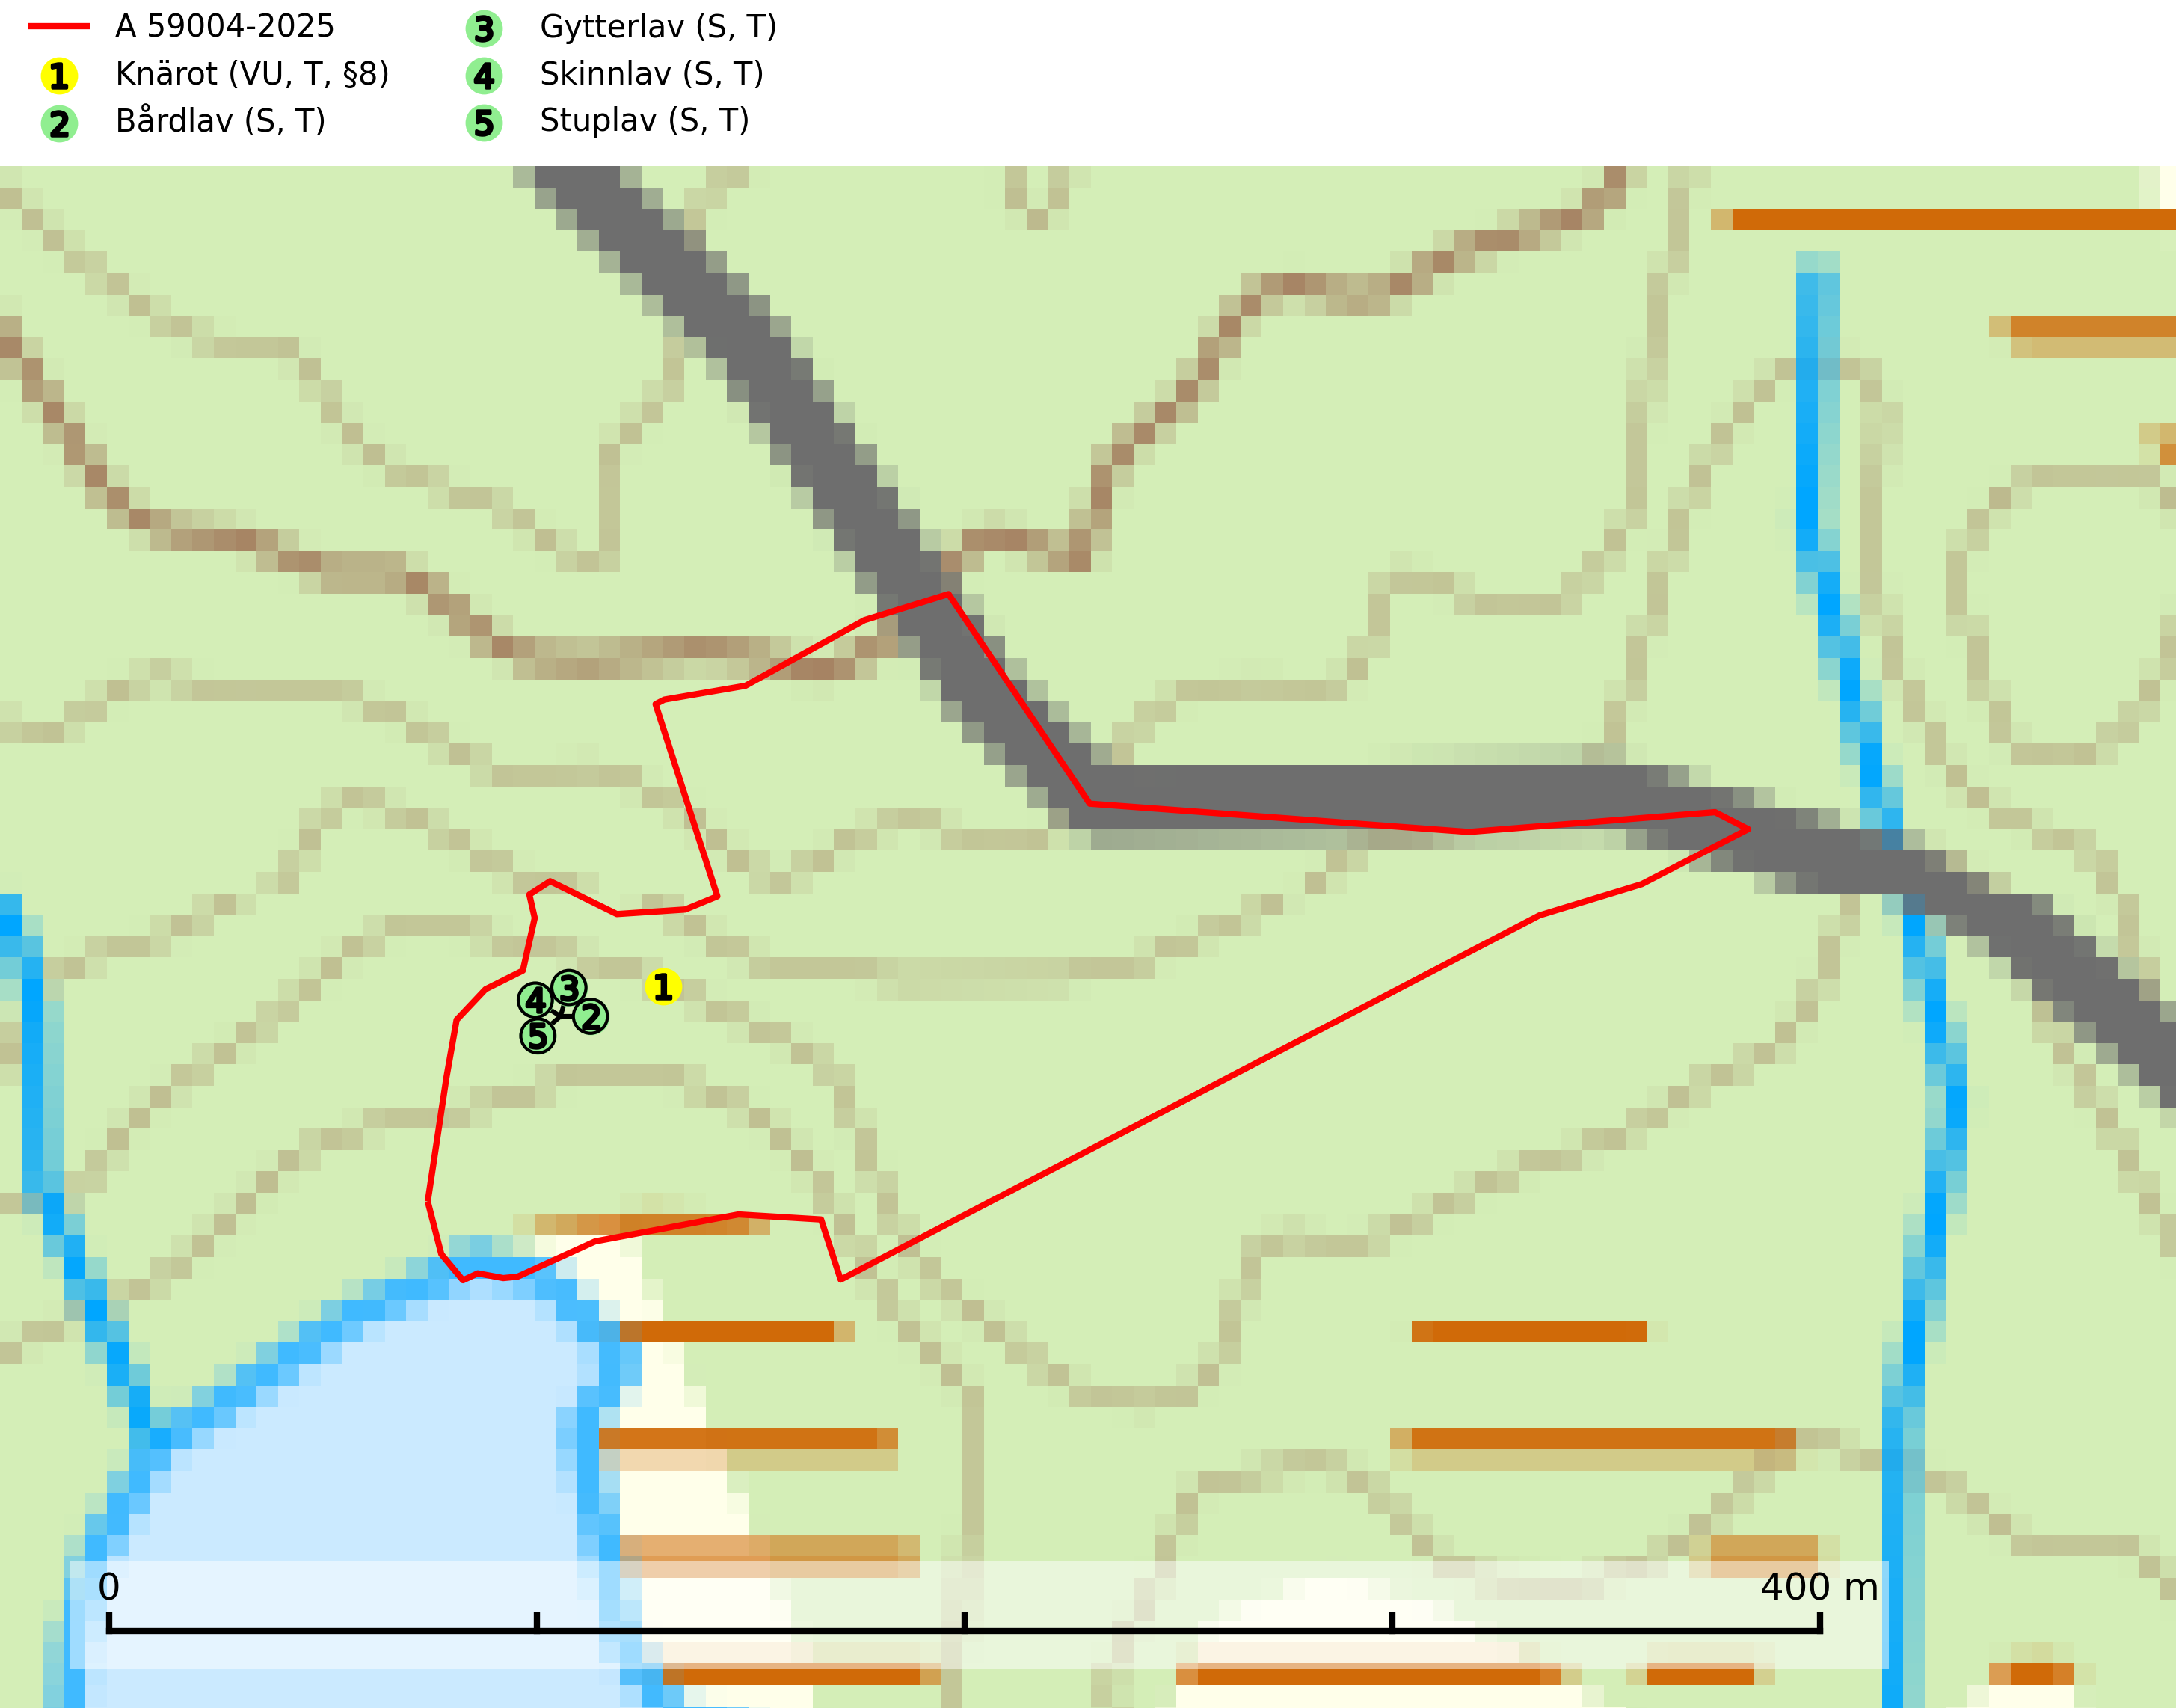 A 59004-2025
1 Knärot (VU, T, §8)
2 Bårdlav (S, T)
3 Gytterlav (S, T)
4 Skinnlav (S, T)
5 Stuplav (S, T)
3
4
1
2
5
0
400 m